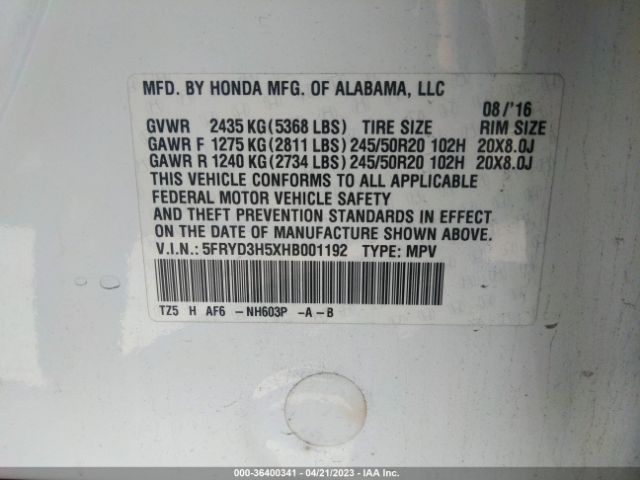 MFD. BY HONDA MFG. OF ALABAMA, LLC
08/'16
GVWR 2435 KG(5368 LBS) TIRE SIZE RIM SIZE
GAWR F 1275 KG(2811 LBS) 245/50R20 102H 20X8.0J
GAWR R 1240 KG(2734 LBS) 245/50R20 102H 20X8.0J
THIS VEHICLE CONFORMS TO ALL APPLICABLE
FEDERAL MOTOR VEHICLE SAFETY
AND THEFT PREVENTION STANDARDS IN EFFECT
ON THE DATE OF MANUFACTURE SHOWN ABOVE.
V.I.N.: 5FRYD3H5XHB001192 TYPE: MPV
TZ5 H AF6 -NH603P -A-B
000-36400341 - 04/21/2023 - IAAI.COM